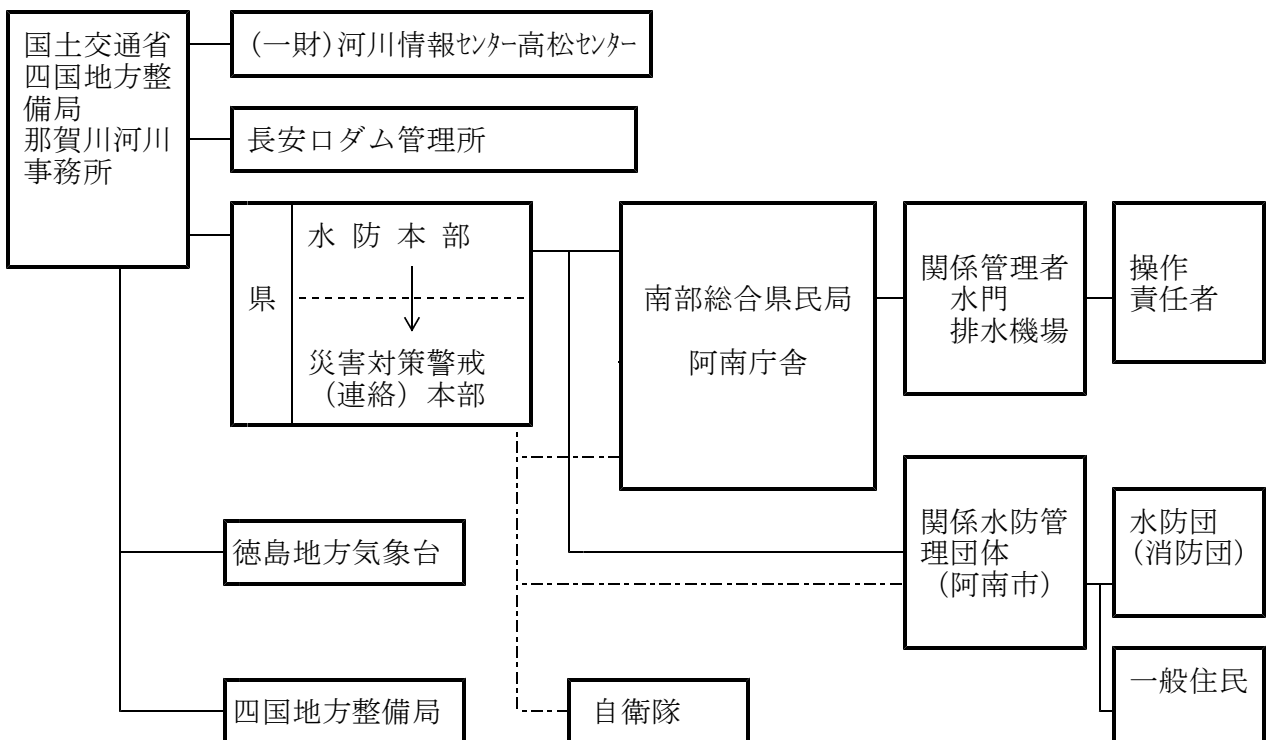 国土交通省
四国地方整
備局
那賀川河川
事務所
(一財)河川情報ｾﾝﾀｰ高松ｾﾝﾀｰ
長安口ダム管理所
県
水 防 本 部
災害対策警戒
(連絡) 本部
南部総合県民局
阿南庁舎
関係管理者
水門
排水機場
操作
責任者
徳島地方気象台
関係水防管
理団体
(阿南市)
水防団
(消防団)
一般住民
四国地方整備局
自衛隊